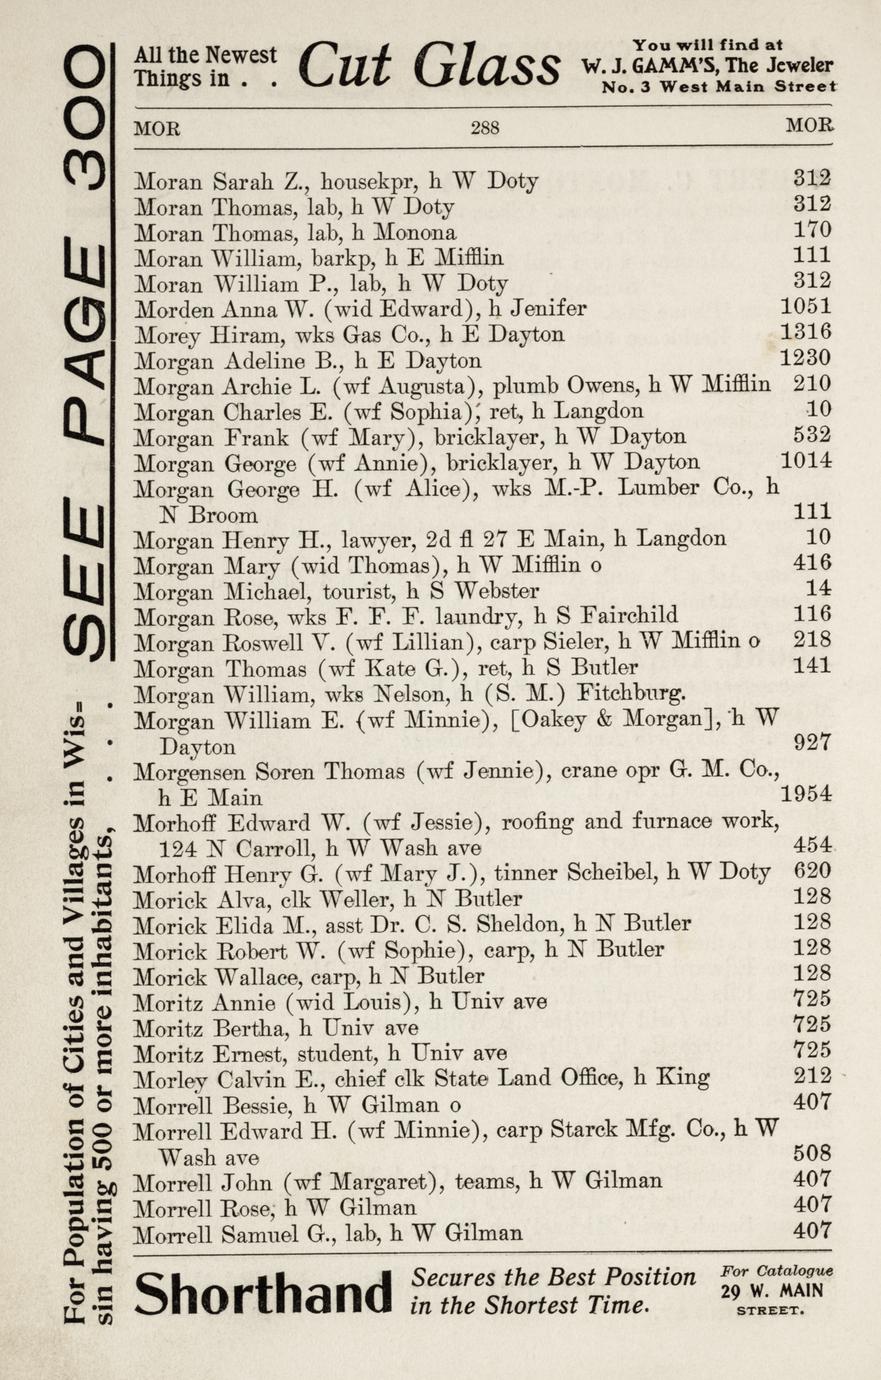 All the Newest
Things in . .
Cut Glass
You will find at
W. J. GAMM'S, The Jeweler
No. 3 West Main Street
MOR 288 MOR
Moran Sarah Z., housekpr, h W Doty 312
Moran Thomas, lab, h W Doty 312
Moran Thomas, lab, h Monona 170
Moran William, barkp, h E Mifflin 111
Moran William P., lab, h W Doty 312
Morden Anna W. (wid Edward), h Jenifer 1051
Morey Hiram, wks Gas Co., h E Dayton 1316
Morgan Adeline B., h E Dayton 1230
Morgan Archie L. (wf Augusta), plumb Owens, h W Mifflin 210
Morgan Charles E. (wf Sophia), ret, h Langdon 10
Morgan Frank (wf Mary), bricklayer, h W Dayton 532
Morgan George (wf Annie), bricklayer, h W Dayton 1014
Morgan George H. (wf Alice), wks M.-P. Lumber Co., h
N Broom 111
Morgan Henry H., lawyer, 2d fl 27 E Main, h Langdon 10
Morgan Mary (wid Thomas), h W Mifflin o 416
Morgan Michael, tourist, h S Webster 14
Morgan Rose, wks F. F. F. laundry, h S Fairchild 116
Morgan Roswell V. (wf Lillian), carp Sieler, h W Mifflin o 218
Morgan Thomas (wf Kate G.), ret, h S Butler 141
Morgan William, wks Nelson, h (S. M.) Fitchburg.
Morgan William E. (wf Minnie), [Oakey & Morgan], h W
Dayton 927
Morgensen Soren Thomas (wf Jennie), crane opr G. M. Co.,
h E Main 1954
Morhoff Edward W. (wf Jessie), roofing and furnace work,
124 N Carroll, h W Wash ave 454
Morhoff Henry G. (wf Mary J.), tinner Scheibel, h W Doty 620
Morick Alva, clk Weller, h N Butler 128
Morick Elida M., asst Dr. C. S. Sheldon, h N Butler 128
Morick Robert W. (wf Sophie), carp, h N Butler 128
Morick Wallace, carp, h N Butler 128
Moritz Annie (wid Louis), h Univ ave 725
Moritz Bertha, h Univ ave 725
Moritz Ernest, student, h Univ ave 725
Morley Calvin E., chief clk State Land Office, h King 212
Morrell Bessie, h W Gilman o 407
Morrell Edward H. (wf Minnie), carp Starck Mfg. Co., h W
Wash ave 508
Morrell John (wf Margaret), teams, h W Gilman 407
Morrell Rose, h W Gilman 407
Morrell Samuel G., lab, h W Gilman 407
Shorthand
Secures the Best Position
in the Shortest Time.
For Catalogue
29 W. MAIN
STREET.
For Population of Cities and Villages in Wis=
sin having 500 or more inhabitants, . . .
SEE PAGE 300